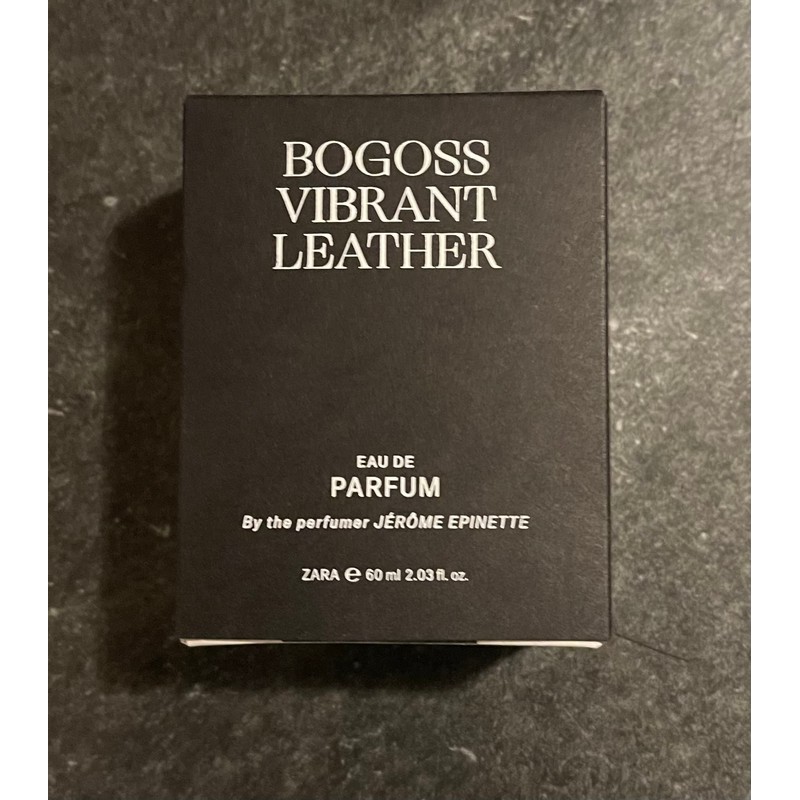 BOGOSS
VIBRANT
LEATHER
EAU DE
PARFUM
By the perfumer JÉRÔME EPINETTE
ZARA ℮ 60 ml 2.03 fl. oz.